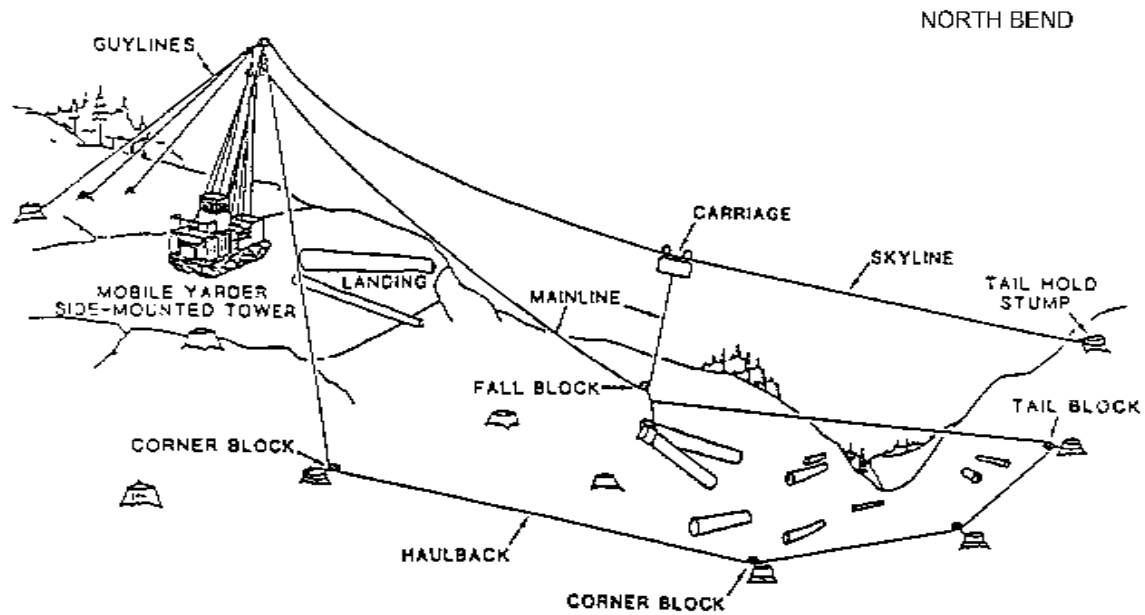 NORTH BEND
GUYLINES
CARRIAGE
SKYLINE
LANDING
MOBILE YARDER
SIDE-MOUNTED TOWER
MAINLINE
TAIL HOLD
STUMP
FALL BLOCK
TAIL BLOCK
CORNER BLOCK
HAULBACK
CORNER BLOCK